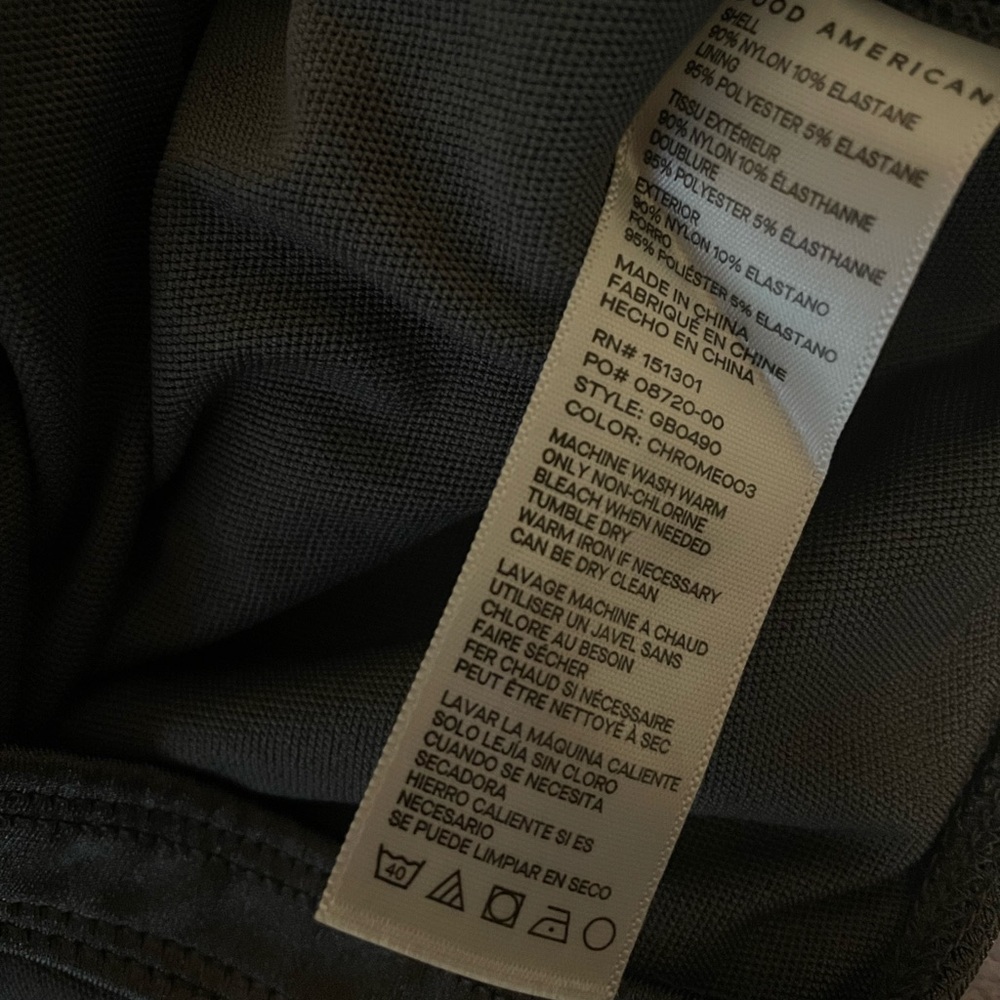 OOD AMERICAN
SHELL
90% NYLON 10% ELASTANE
LINING
95% POLYESTER 5% ELASTANE
TISSU EXTÉRIEUR
90% NYLON 10% ÉLASTHANNE
DOUBLURE
95% POLYESTER 5% ÉLASTHANNE
EXTERIOR
90% NYLON 10% ELASTANO
FORRO
95% POLIÉSTER 5% ELASTANO
MADE IN CHINA
FABRIQUÉ EN CHINE
HECHO EN CHINA
RN# 151301
PO# 08720-00
STYLE: GB0490
COLOR: CHROME003
MACHINE WASH WARM
ONLY NON-CHLORINE
BLEACH WHEN NEEDED
TUMBLE DRY
WARM IRON IF NECESSARY
CAN BE DRY CLEAN
LAVAGE MACHINE A CHAUD
UTILISER UN JAVEL SANS
CHLORE AU BESOIN
FAIRE SÉCHER
FER CHAUD SI NÉCESSAIRE
PEUT ÊTRE NETTOYÉ À SEC
LAVAR LA MÁQUINA CALIENTE
SOLO LEJÍA SIN CLORO
CUANDO SE NECESITA
SECADORA
HIERRO CALIENTE SI ES
NECESARIO
SE PUEDE LIMPIAR EN SECO
40